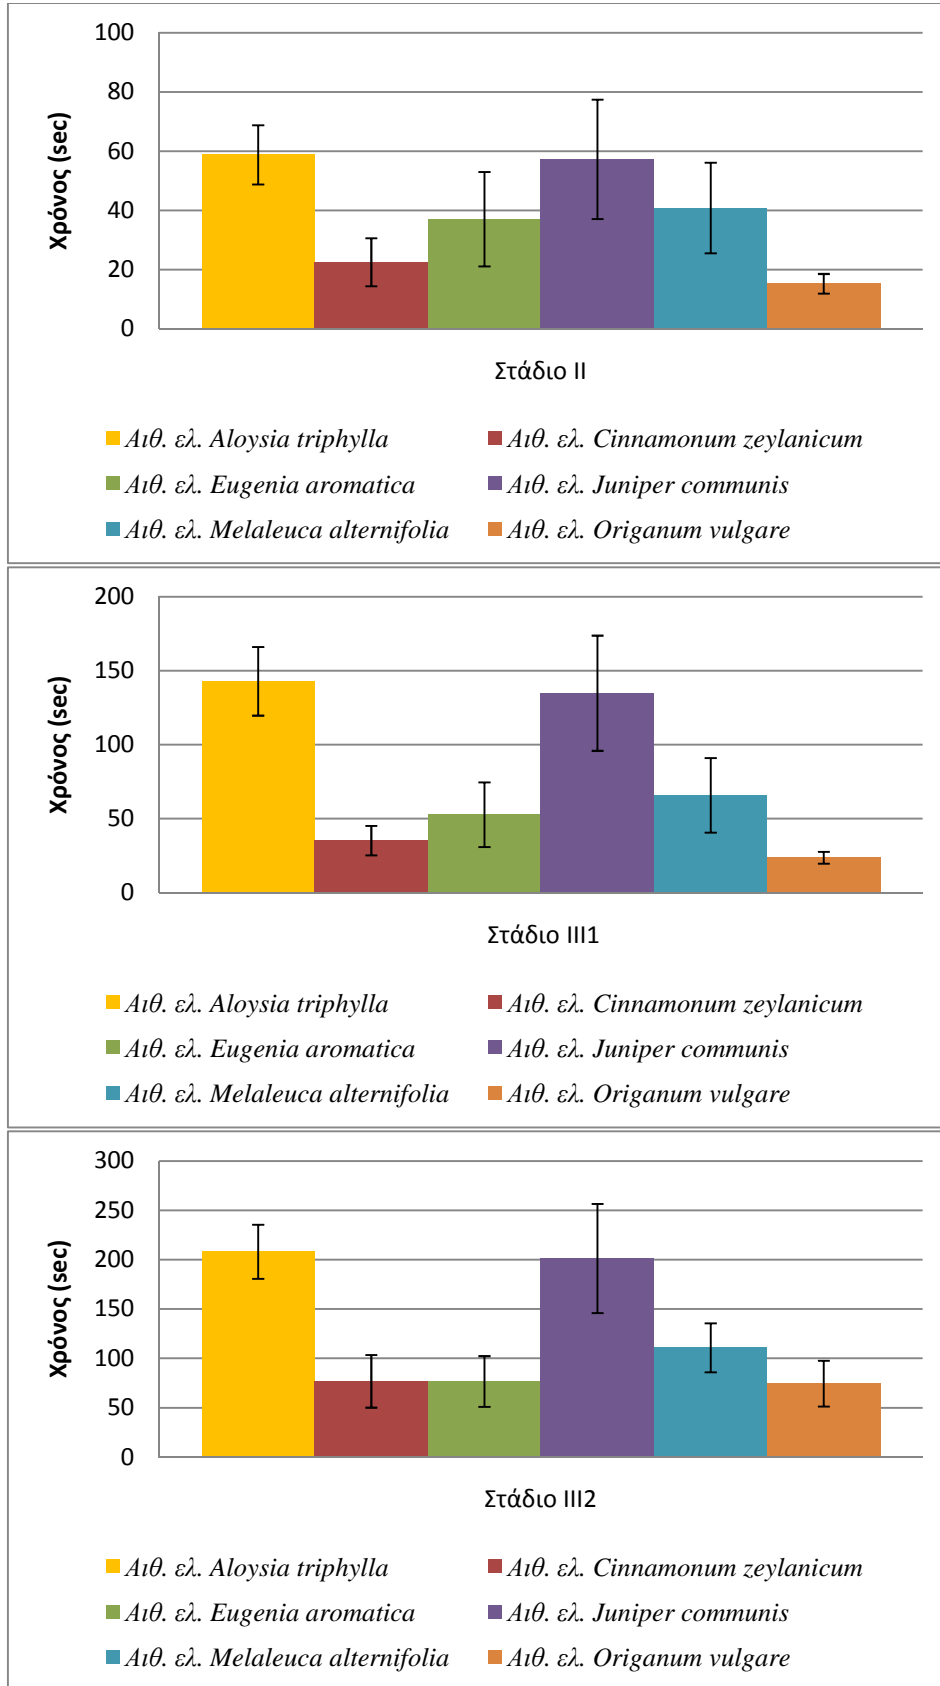 100
80
60
40
20
0
Χρόνος (sec)
Στάδιο II
Αιθ. ελ. Aloysia triphylla
Αιθ. ελ. Cinnamonum zeylanicum
Αιθ. ελ. Eugenia aromatica
Αιθ. ελ. Juniper communis
Αιθ. ελ. Melaleuca alternifolia
Αιθ. ελ. Origanum vulgare
200
150
100
50
0
Χρόνος (sec)
Στάδιο III1
Αιθ. ελ. Aloysia triphylla
Αιθ. ελ. Cinnamonum zeylanicum
Αιθ. ελ. Eugenia aromatica
Αιθ. ελ. Juniper communis
Αιθ. ελ. Melaleuca alternifolia
Αιθ. ελ. Origanum vulgare
300
250
200
150
100
50
0
Χρόνος (sec)
Στάδιο III2
Αιθ. ελ. Aloysia triphylla
Αιθ. ελ. Cinnamonum zeylanicum
Αιθ. ελ. Eugenia aromatica
Αιθ. ελ. Juniper communis
Αιθ. ελ. Melaleuca alternifolia
Αιθ. ελ. Origanum vulgare